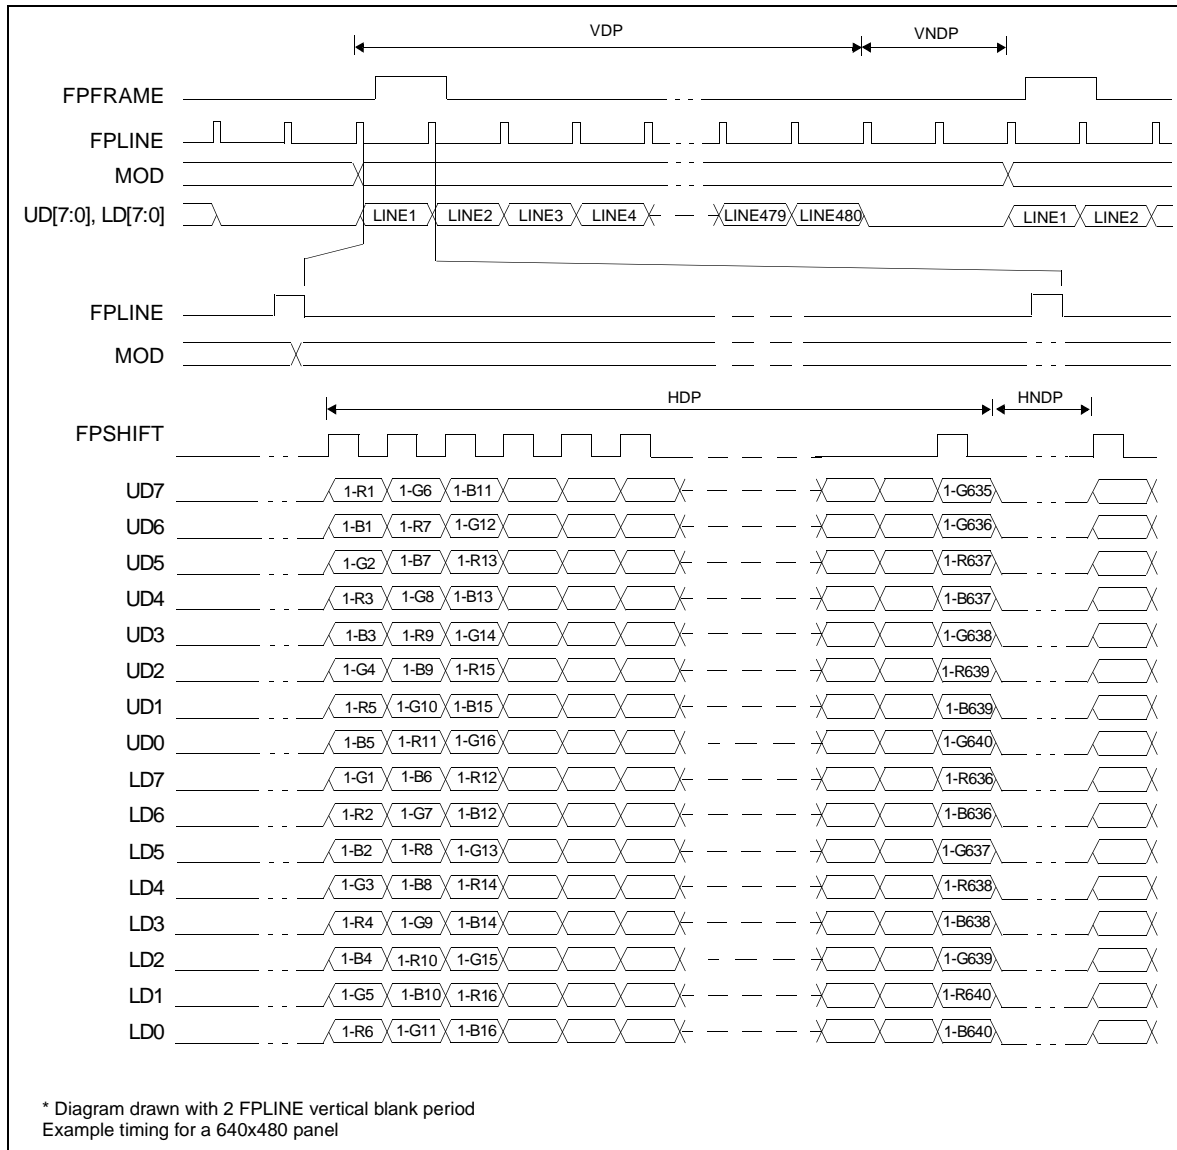 VDP VNDP
FPFRAME
FPLINE
MOD
UD[7:0], LD[7:0] LINE1 LINE2 LINE3 LINE4 LINE479 LINE480 LINE1 LINE2
FPLINE
MOD
HDP HNDP
FPSHIFT
UD7 1-R1 1-G6 1-B11 1-G635
UD6 1-B1 1-R7 1-G12 1-G636
UD5 1-G2 1-B7 1-R13 1-R637
UD4 1-R3 1-G8 1-B13 1-B637
UD3 1-B3 1-R9 1-G14 1-G638
UD2 1-G4 1-B9 1-R15 1-R639
UD1 1-R5 1-G10 1-B15 1-B639
UD0 1-B5 1-R11 1-G16 1-G640
LD7 1-G1 1-B6 1-R12 1-R636
LD6 1-R2 1-G7 1-B12 1-B636
LD5 1-B2 1-R8 1-G13 1-G637
LD4 1-G3 1-B8 1-R14 1-R638
LD3 1-R4 1-G9 1-B14 1-B638
LD2 1-B4 1-R10 1-G15 1-G639
LD1 1-G5 1-B10 1-R16 1-R640
LD0 1-R6 1-G11 1-B16 1-B640
* Diagram drawn with 2 FPLINE vertical blank period
Example timing for a 640x480 panel